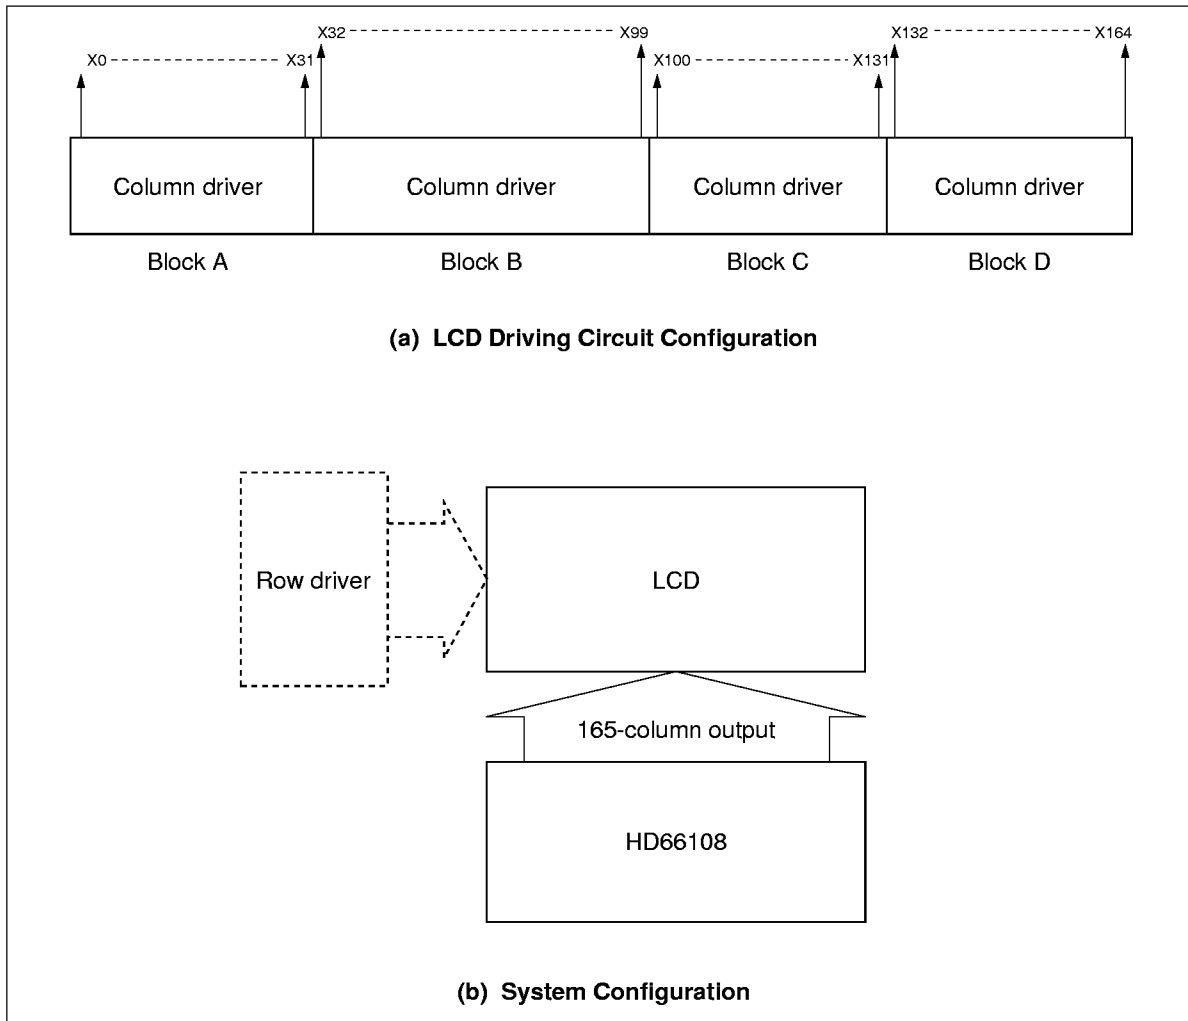 X32 X99 X132 X164
X0 X31 X100 X131
Column driver Column driver Column driver Column driver
Block A Block B Block C Block D
(a) LCD Driving Circuit Configuration
Row driver
LCD
165-column output
HD66108
(b) System Configuration